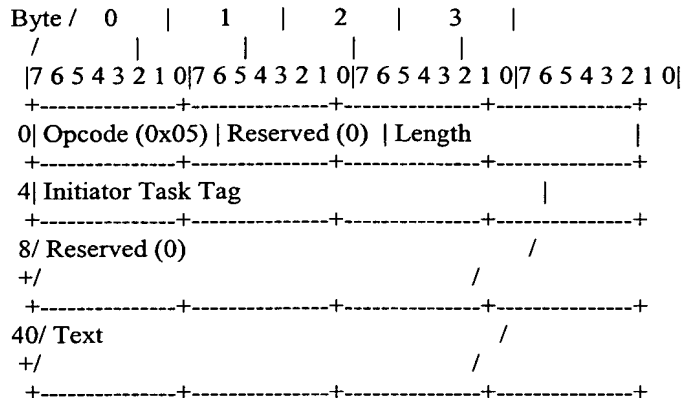 Byte / 0 | 1 | 2 | 3 |
/ | | | |
|7 6 5 4 3 2 1 0|7 6 5 4 3 2 1 0|7 6 5 4 3 2 1 0|7 6 5 4 3 2 1 0|
+---------------+---------------+---------------+---------------+
0| Opcode (0x05) | Reserved (0) | Length |
+---------------+---------------+---------------+---------------+
4| Initiator Task Tag |
+---------------+---------------+---------------+---------------+
8/ Reserved (0) /
+/ /
+---------------+---------------+---------------+---------------+
40/ Text /
+/ /
+---------------+---------------+---------------+---------------+